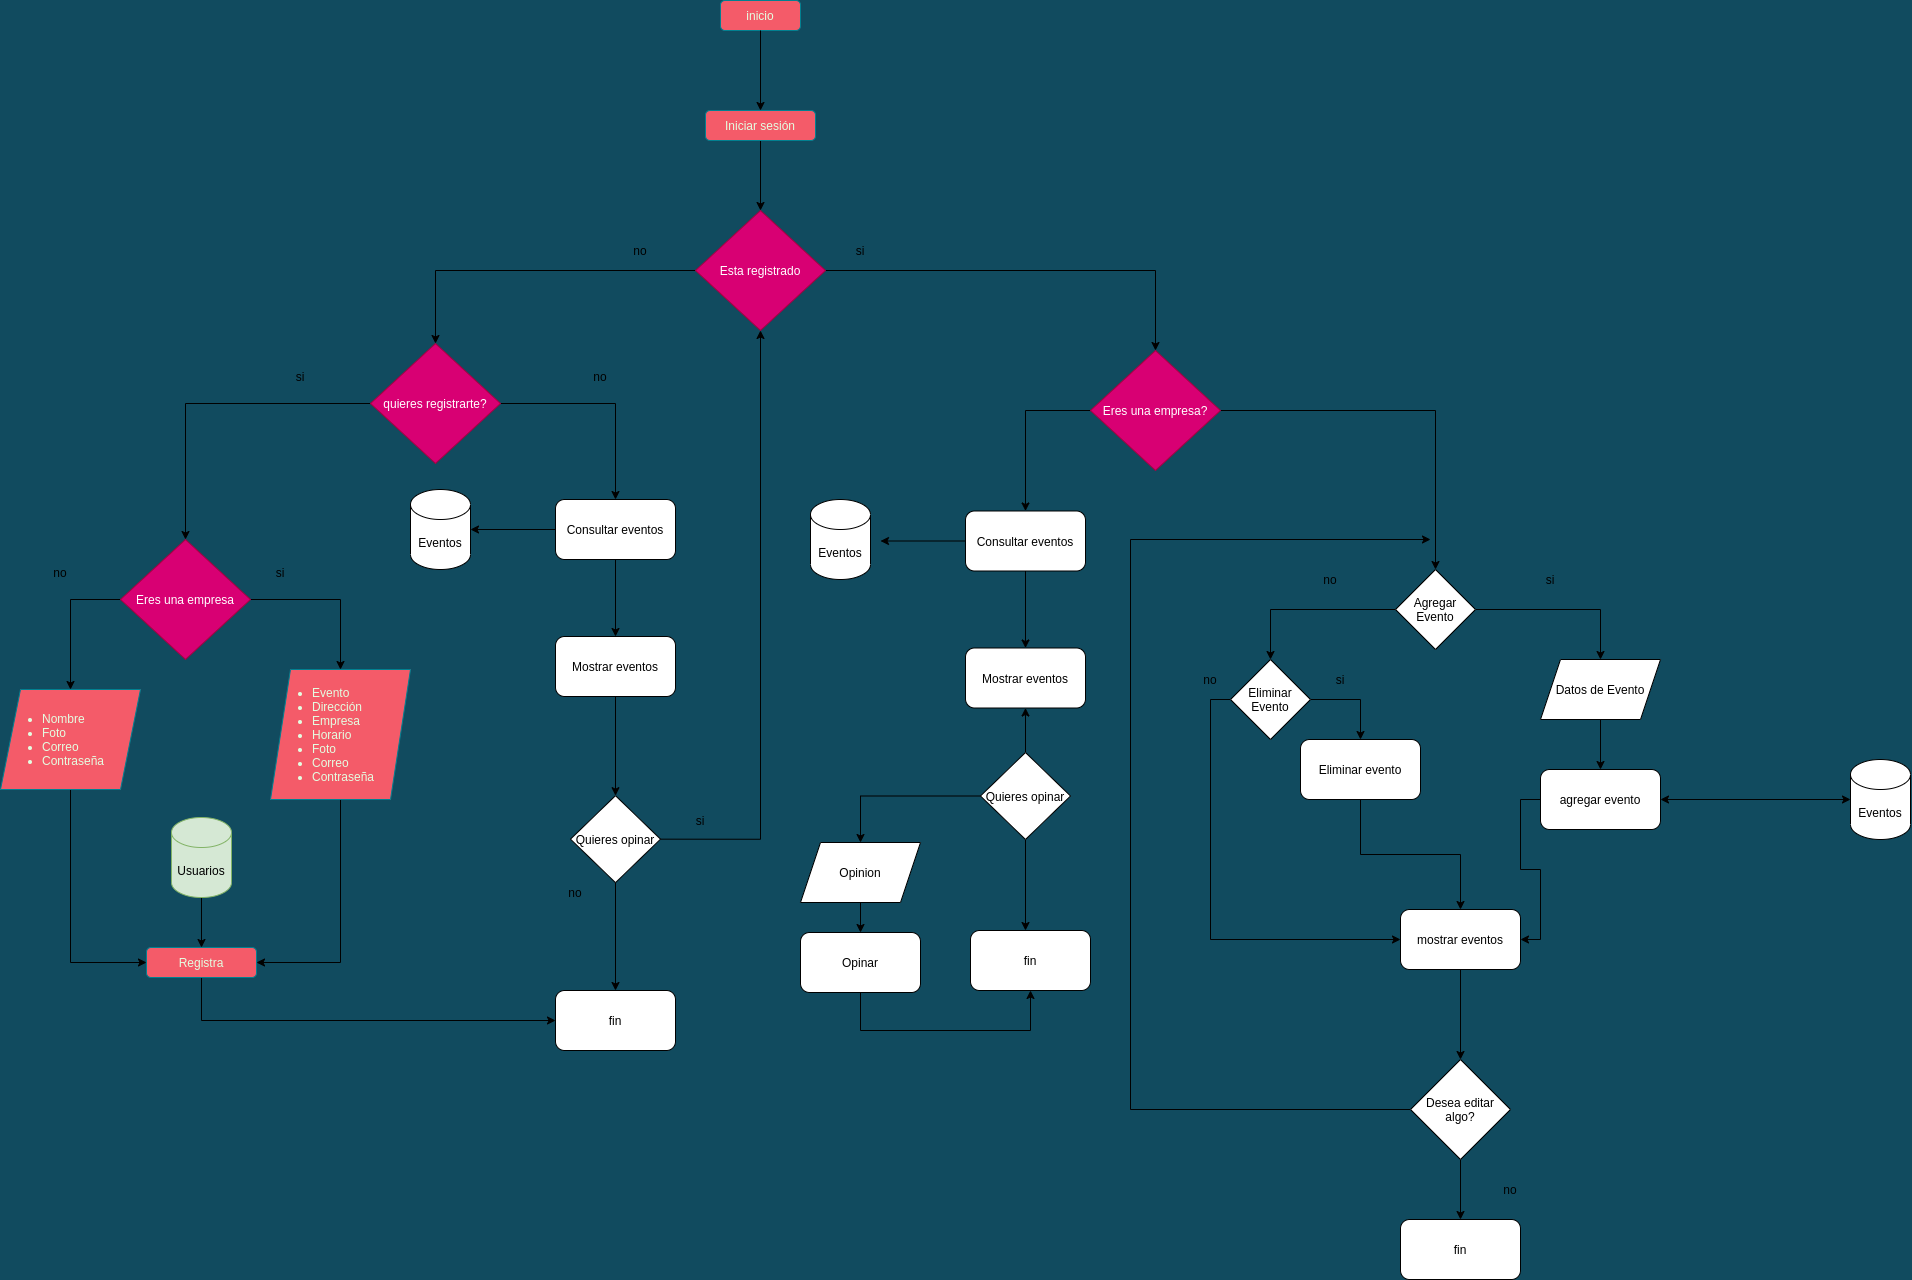 inicio
Iniciar sesión
no
si
Esta registrado
si
no
quieres registrarte?
Eres una empresa?
Eventos
Consultar eventos
Eventos
Consultar eventos
no
si
Eres una empresa
no
si
Agregar
Evento
Mostrar eventos
Mostrar eventos
no
Eliminar
Evento
si
Datos de Evento
Nombre
Foto
Correo
Contraseña
Evento
Dirección
Empresa
Horario
Foto
Correo
Contraseña
Eliminar evento
agregar evento
Eventos
Quieres opinar
si
no
Quieres opinar
Usuarios
Opinion
mostrar eventos
Registra
Opinar
fin
fin
Desea editar
algo?
no
fin